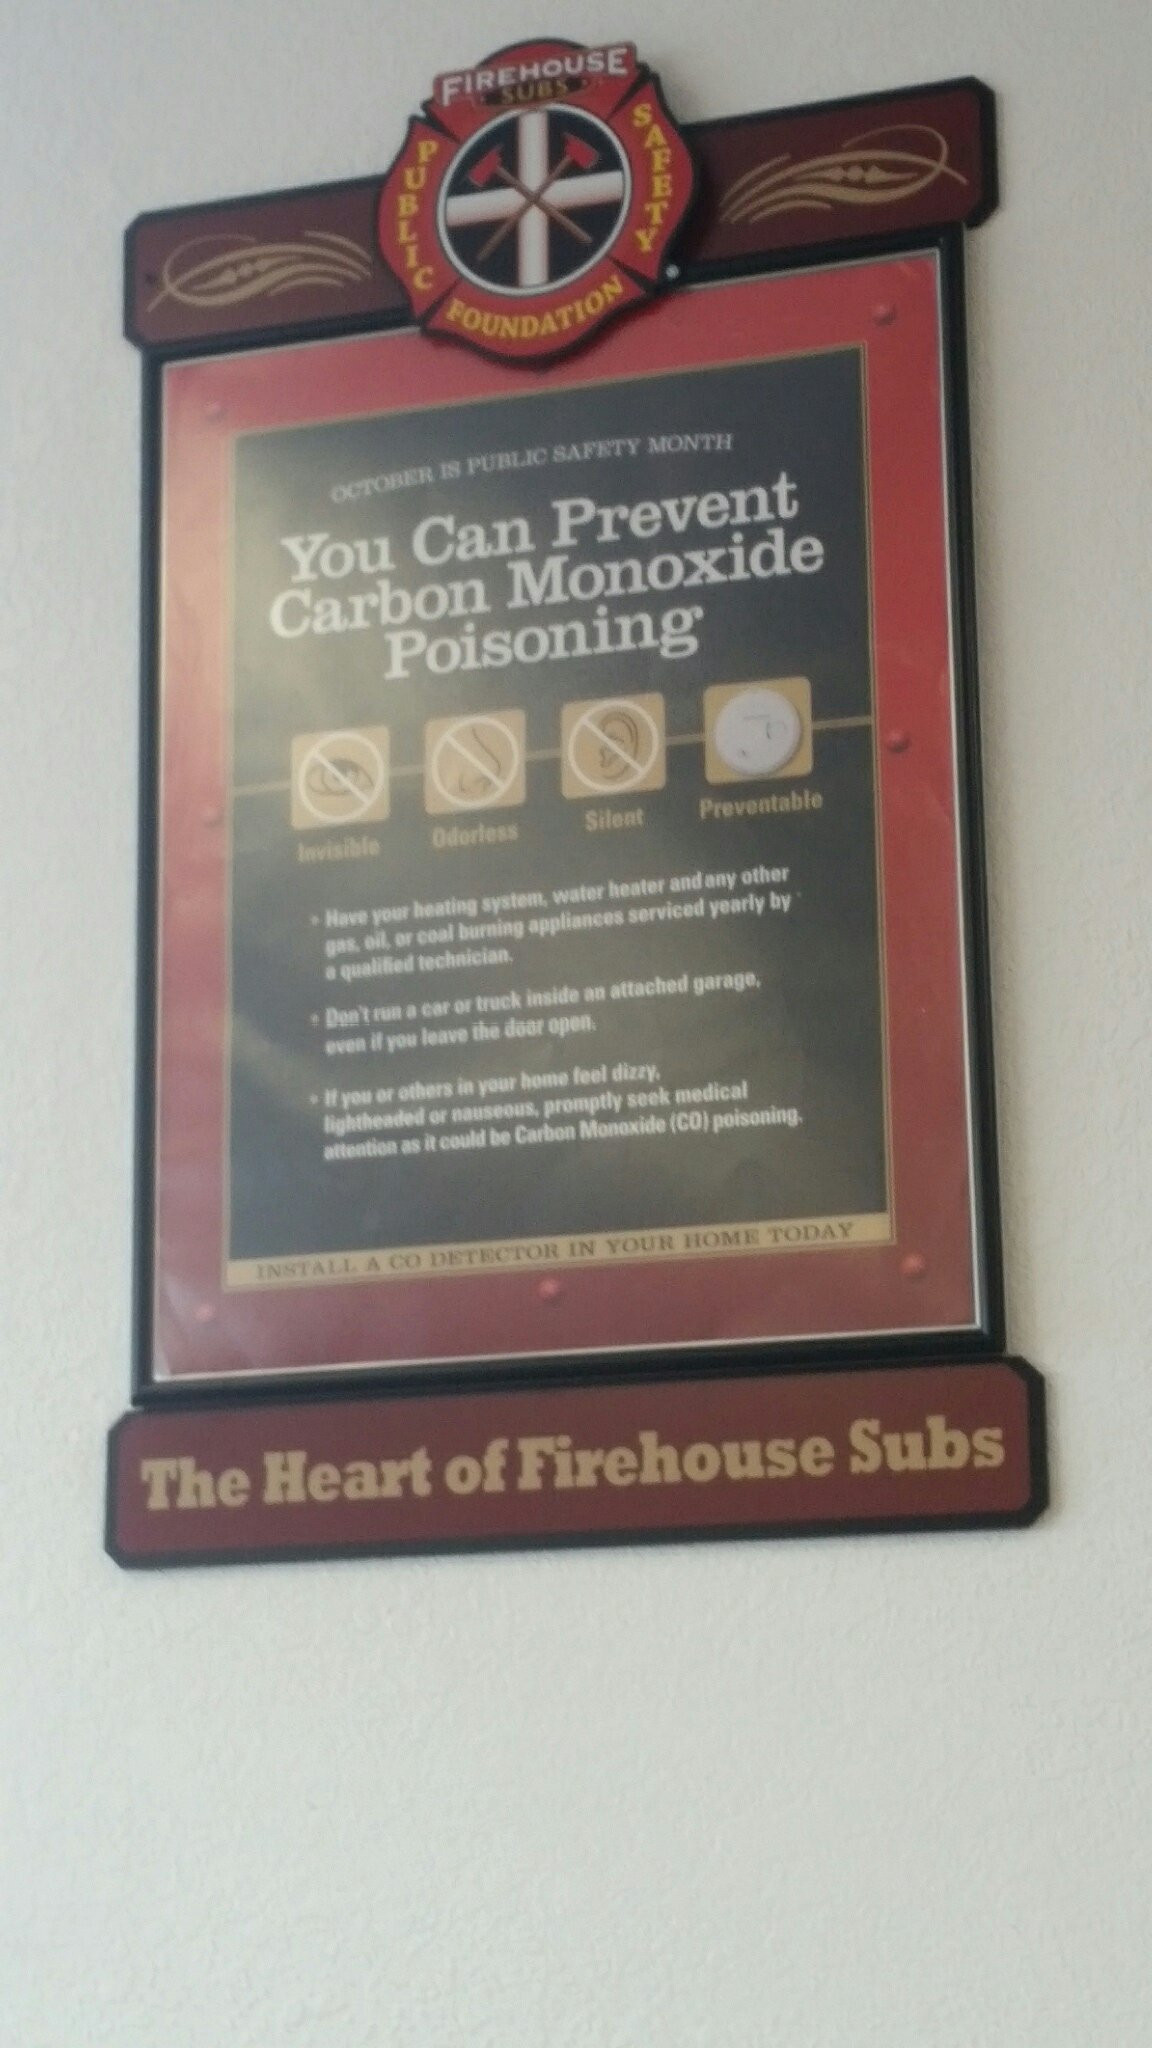 FIREHOUSE
SUBS
PUBLIC
SAFETY
FOUNDATION
OCTOBER IS PUBLIC SAFETY MONTH
You Can Prevent
Carbon Monoxide
Poisoning
Invisible Odorless Silent Preventable
• Have your heating system, water heater and any other
gas, oil, or coal burning appliances serviced yearly by
a qualified technician.
• Don't run a car or truck inside an attached garage,
even if you leave the door open.
• If you or others in your home feel dizzy,
lightheaded or nauseous, promptly seek medical
attention as it could be Carbon Monoxide (CO) poisoning.
INSTALL A CO DETECTOR IN YOUR HOME TODAY
The Heart of Firehouse Subs